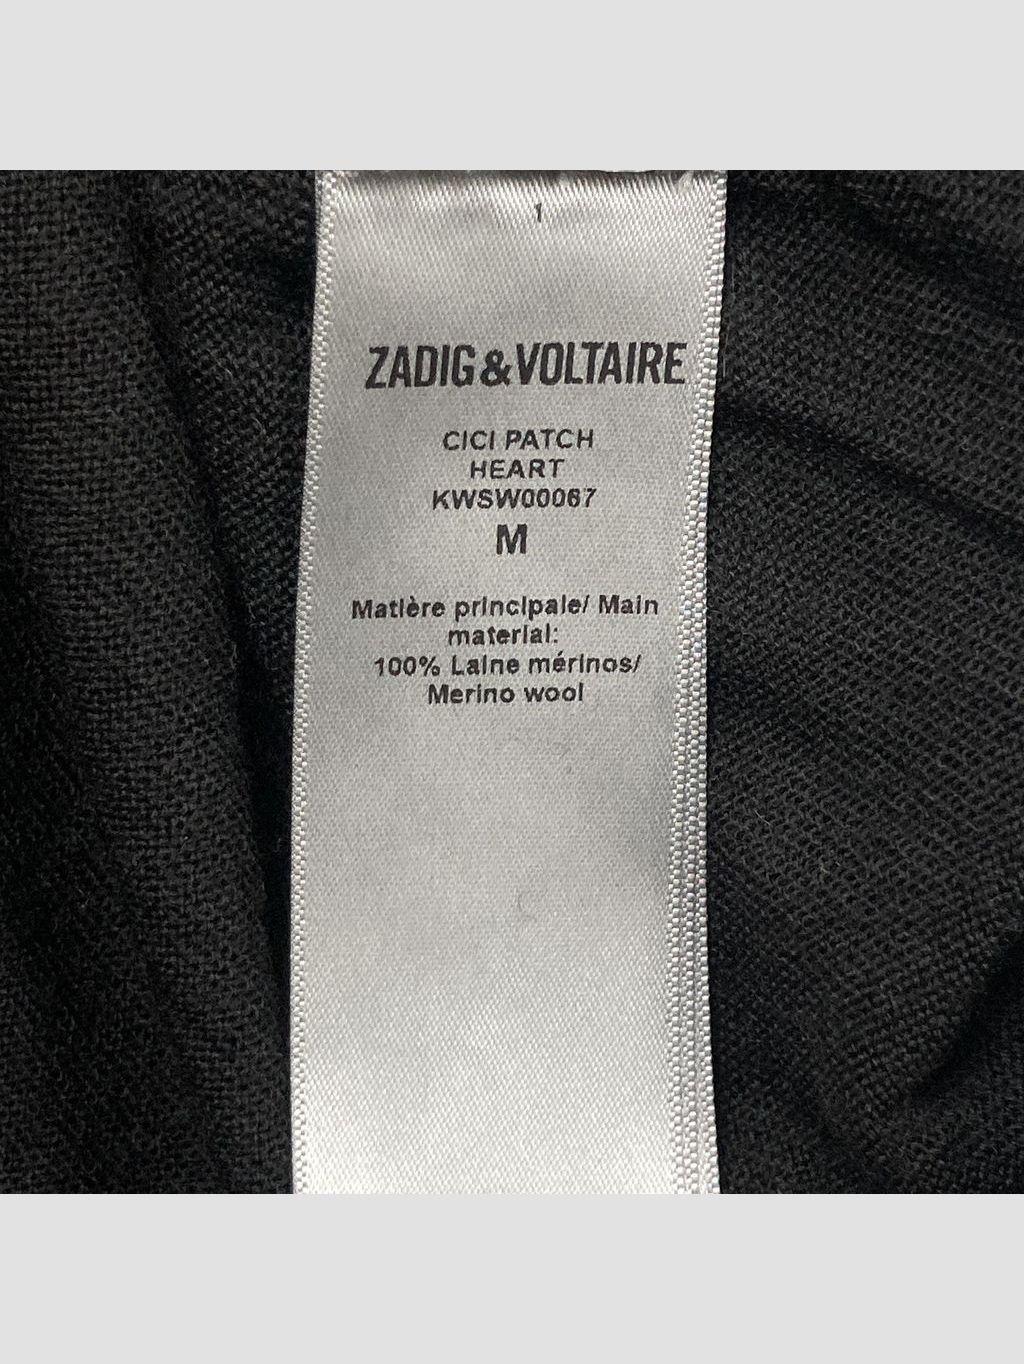 1
ZADIG&VOLTAIRE
CICI PATCH
HEART
KWSW00067
M
Matière principale/ Main
material:
100% Laine mérinos/
Merino wool